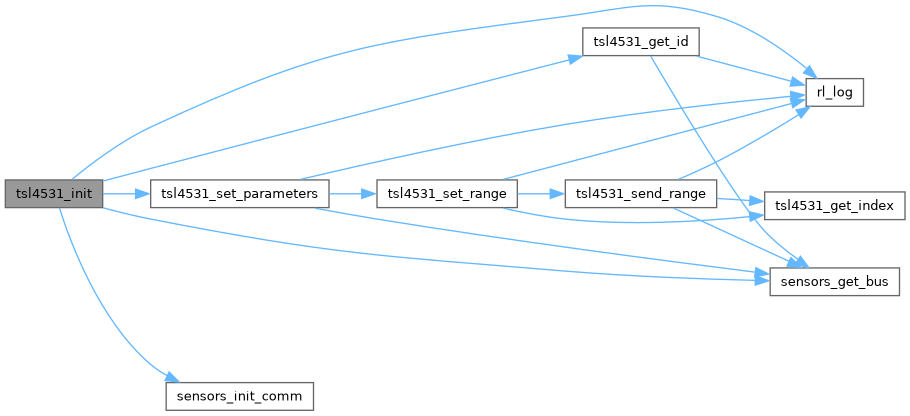 tsl4531_get_id
rl_log
tsl4531_init
tsl4531_set_parameters
tsl4531_set_range
tsl4531_send_range
tsl4531_get_index
sensors_get_bus
sensors_init_comm